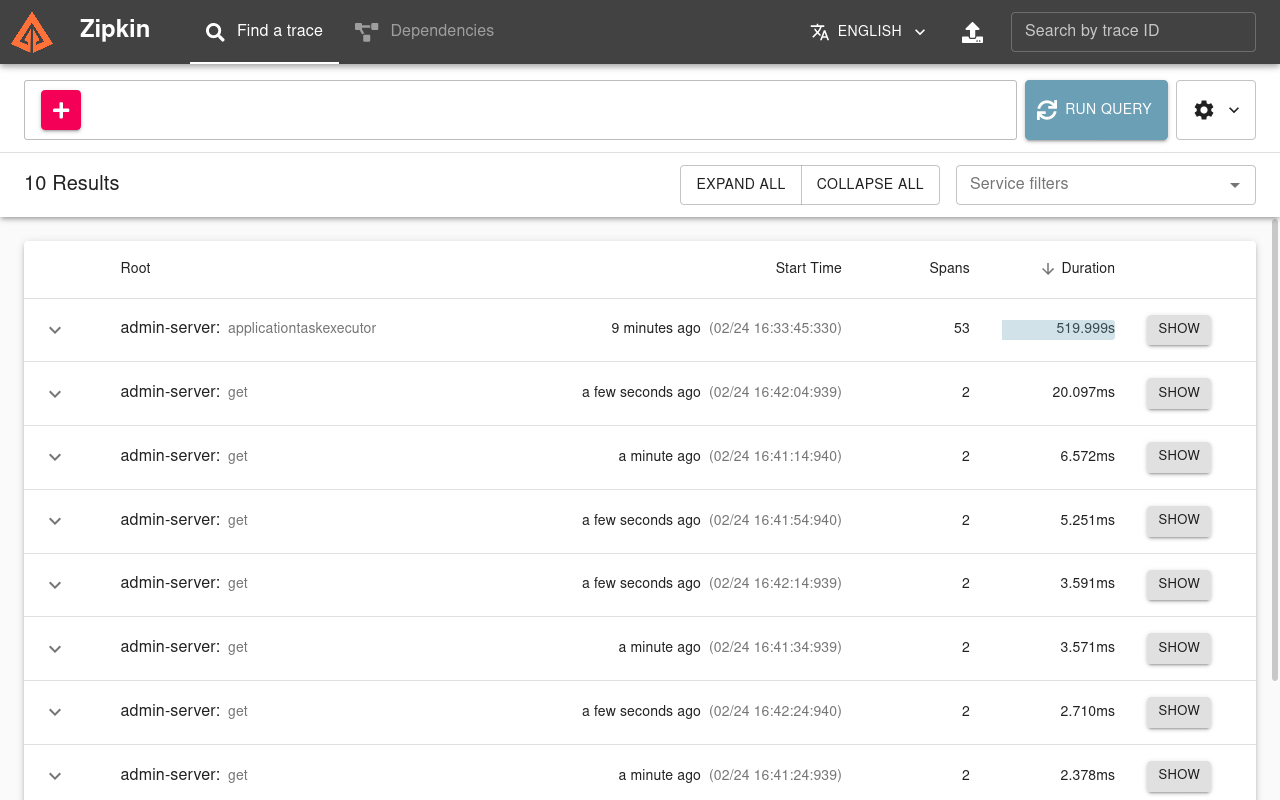 Zipkin
Find a trace
Dependencies
ENGLISH
Search by trace ID
RUN QUERY
10 Results
EXPAND ALL
COLLAPSE ALL
Service filters
Root Start Time Spans Duration
admin-server: applicationtaskexecutor 9 minutes ago (02/24 16:33:45:330) 53 519.999s SHOW
admin-server: get a few seconds ago (02/24 16:42:04:939) 2 20.097ms SHOW
admin-server: get a minute ago (02/24 16:41:14:940) 2 6.572ms SHOW
admin-server: get a few seconds ago (02/24 16:41:54:940) 2 5.251ms SHOW
admin-server: get a few seconds ago (02/24 16:42:14:939) 2 3.591ms SHOW
admin-server: get a minute ago (02/24 16:41:34:939) 2 3.571ms SHOW
admin-server: get a few seconds ago (02/24 16:42:24:940) 2 2.710ms SHOW
admin-server: get a minute ago (02/24 16:41:24:939) 2 2.378ms SHOW